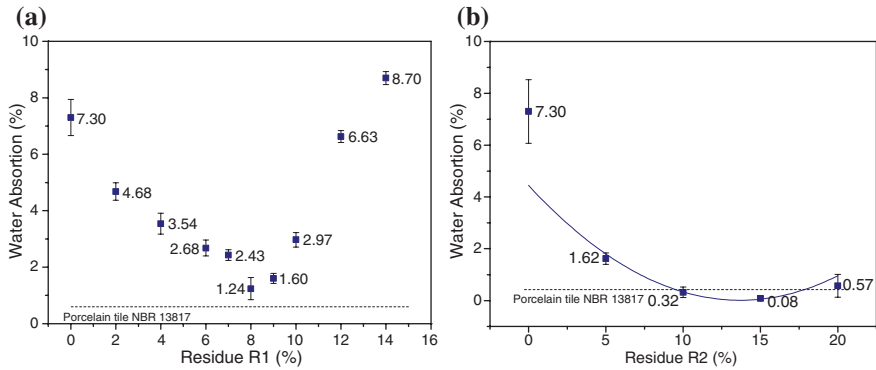 (a)
Water Absortion (%)
10
8
6
4
2
0
7.30
4.68
3.54
2.68
2.43
1.24
1.60
2.97
6.63
8.70
Porcelain tile NBR 13817
0 2 4 6 8 10 12 14 16
Residue R1 (%)
(b)
Water Absortion (%)
10
8
6
4
2
0
7.30
1.62
0.32
0.08
0.57
Porcelain tile NBR 13817
0 5 10 15 20
Residue R2 (%)